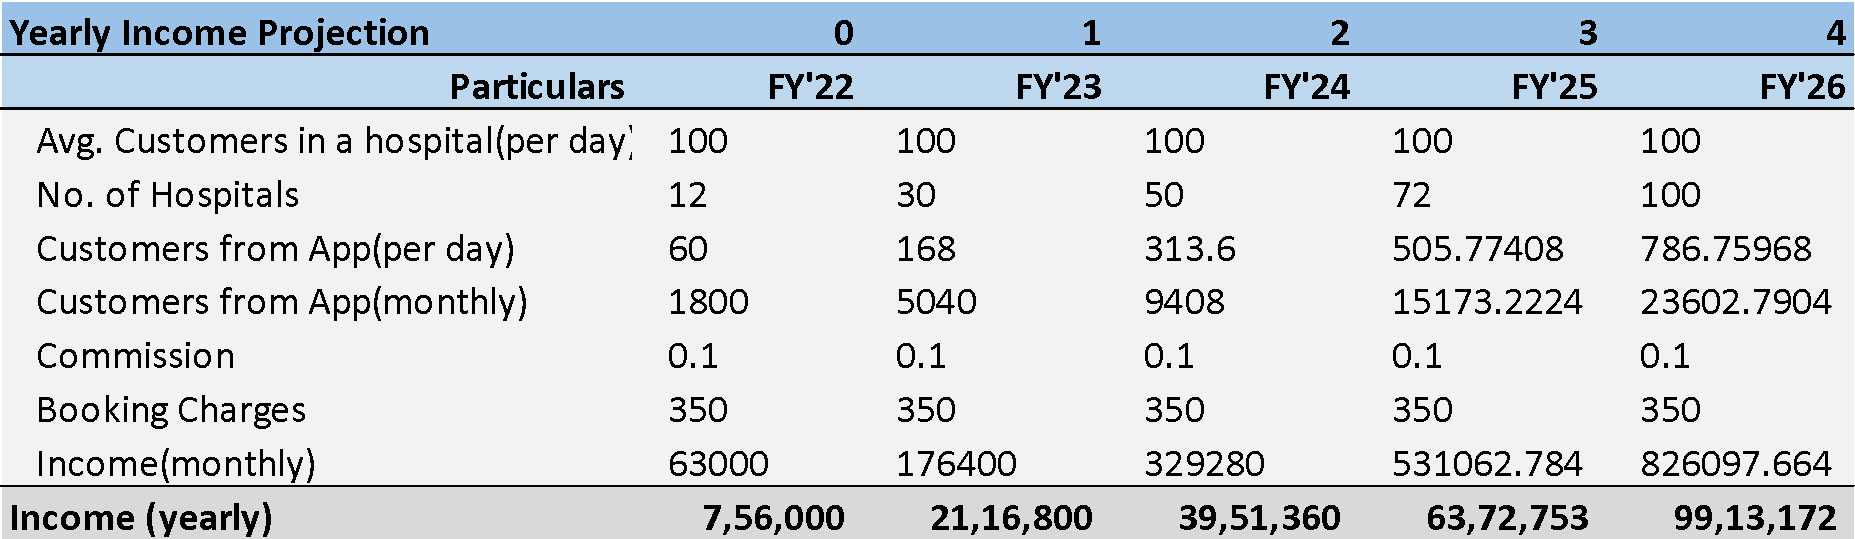 Yearly Income Projection 0 1 2 3 4
Particulars FY'22 FY'23 FY'24 FY'25 FY'26
Avg. Customers in a hospital(per day) 100 100 100 100 100
No. of Hospitals 12 30 50 72 100
Customers from App(per day) 60 168 313.6 505.77408 786.75968
Customers from App(monthly) 1800 5040 9408 15173.2224 23602.7904
Commission 0.1 0.1 0.1 0.1 0.1
Booking Charges 350 350 350 350 350
Income(monthly) 63000 176400 329280 531062.784 826097.664
Income (yearly) 7,56,000 21,16,800 39,51,360 63,72,753 99,13,172